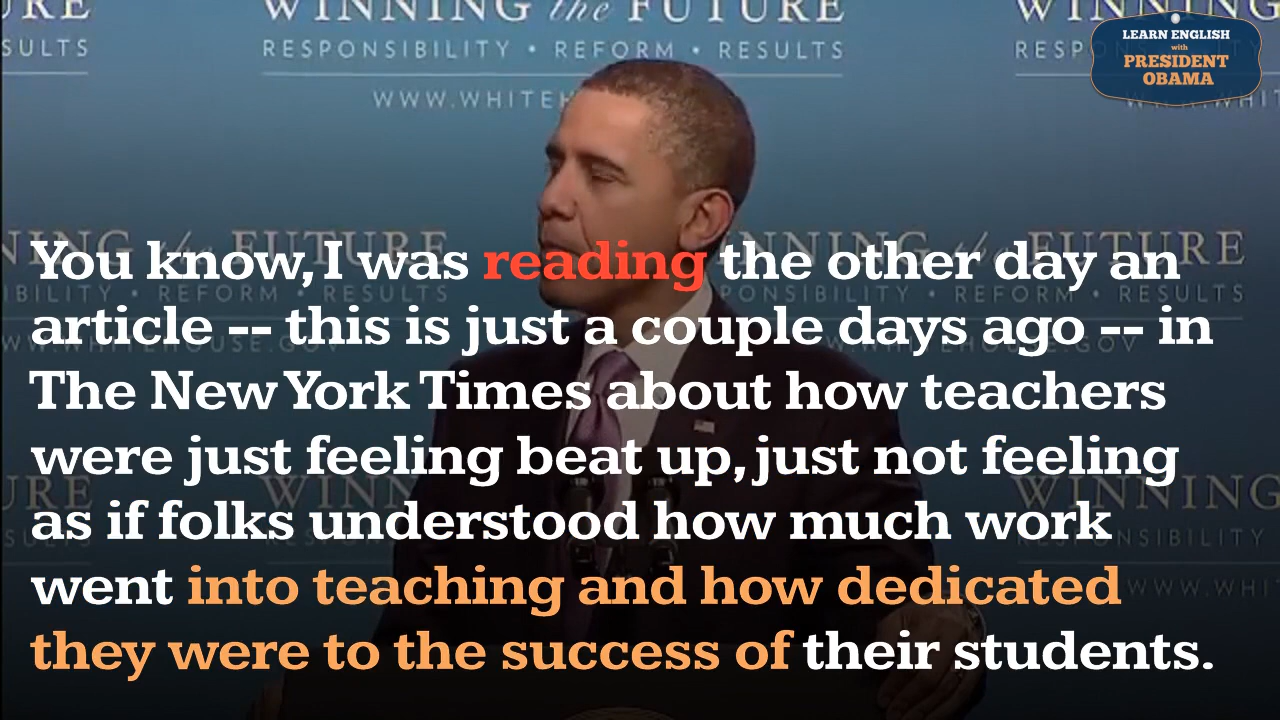 WINNING the FUTURE
RESPONSIBILITY • REFORM • RESULTS
WWW.WHITEH
URE
SULTS
WINNING
RESP
LEARN ENGLISH
with
PRESIDENT
OBAMA
You know, I was reading the other day an
article -- this is just a couple days ago -- in
The New York Times about how teachers
were just feeling beat up, just not feeling
as if folks understood how much work
went into teaching and how dedicated
they were to the success of their students.